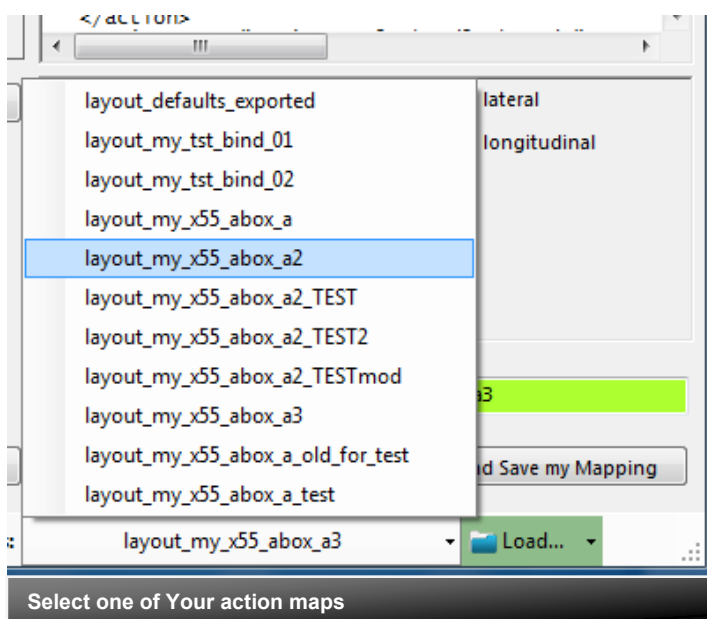 </action>
lateral
longitudinal
layout_defaults_exported
layout_my_tst_bind_01
layout_my_tst_bind_02
layout_my_x55_abox_a
layout_my_x55_abox_a2
layout_my_x55_abox_a2_TEST
layout_my_x55_abox_a2_TEST2
layout_my_x55_abox_a2_TESTmod
layout_my_x55_abox_a3
layout_my_x55_abox_a_old_for_test
layout_my_x55_abox_a_test
a3
Save my Mapping
layout_my_x55_abox_a3
Load...
Select one of Your action maps